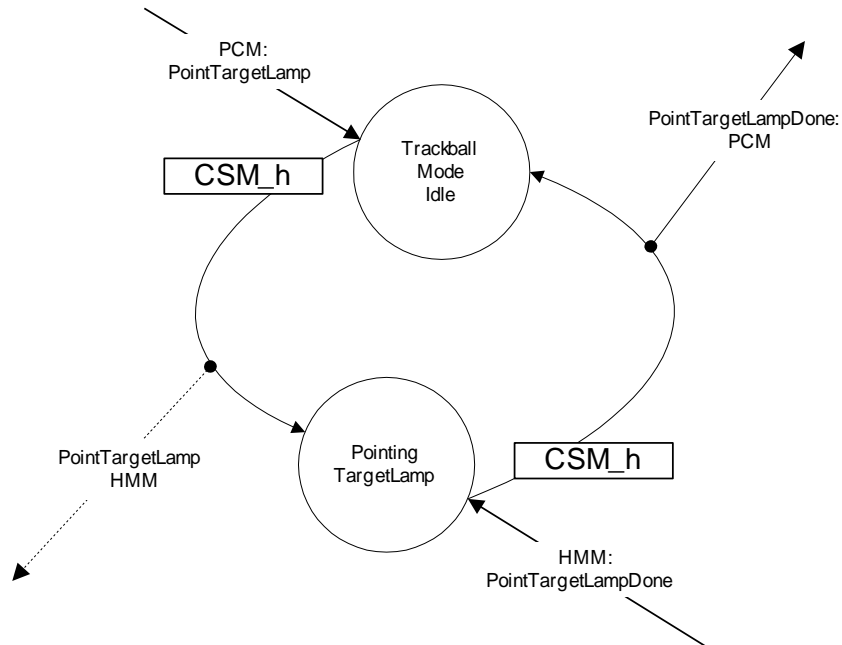 PCM:
PointTargetLamp
PointTargetLampDone:
PCM
Trackball
Mode
Idle
CSM_h
PointTargetLamp
HMM
Pointing
TargetLamp
CSM_h
HMM:
PointTargetLampDone